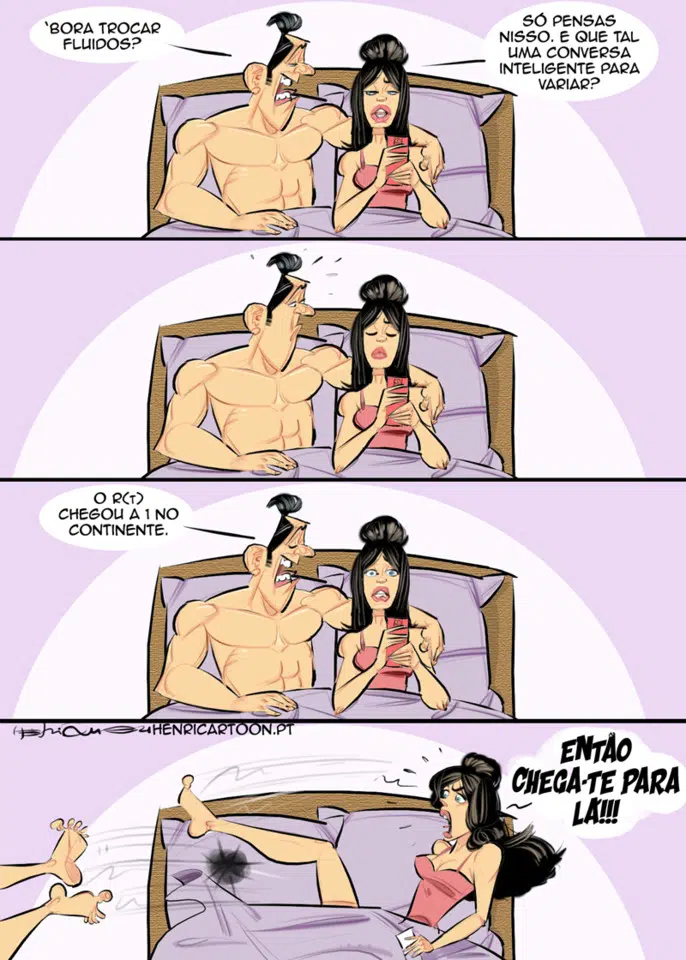 'BORA TROCAR
FLUIDOS?
SÓ PENSAS
NISSO. E QUE TAL
UMA CONVERSA
INTELIGENTE PARA
VARIAR?
O R(T)
CHEGOU A 1 NO
CONTINENTE.
HENRICARTOON.PT
ENTÃO
CHEGA-TE PARA
LÁ!!!